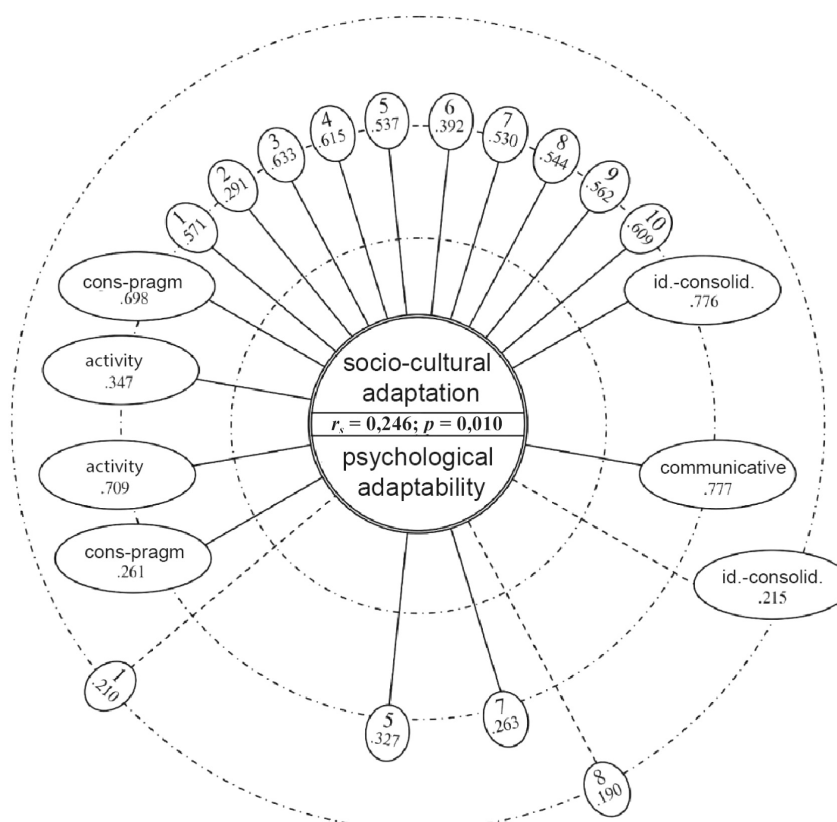 1
.571
2
.291
3
.633
4
.615
5
.537
6
.392
7
.530
8
.544
9
.562
10
.609
cons-pragm
.698
id.-consolid.
.776
activity
.347
socio-cultural
adaptation
rs = 0,246; p = 0,010
psychological
adaptability
activity
.709
communicative
.777
cons-pragm
.261
id.-consolid.
.215
1
.210
5
.327
7
.263
8
.190